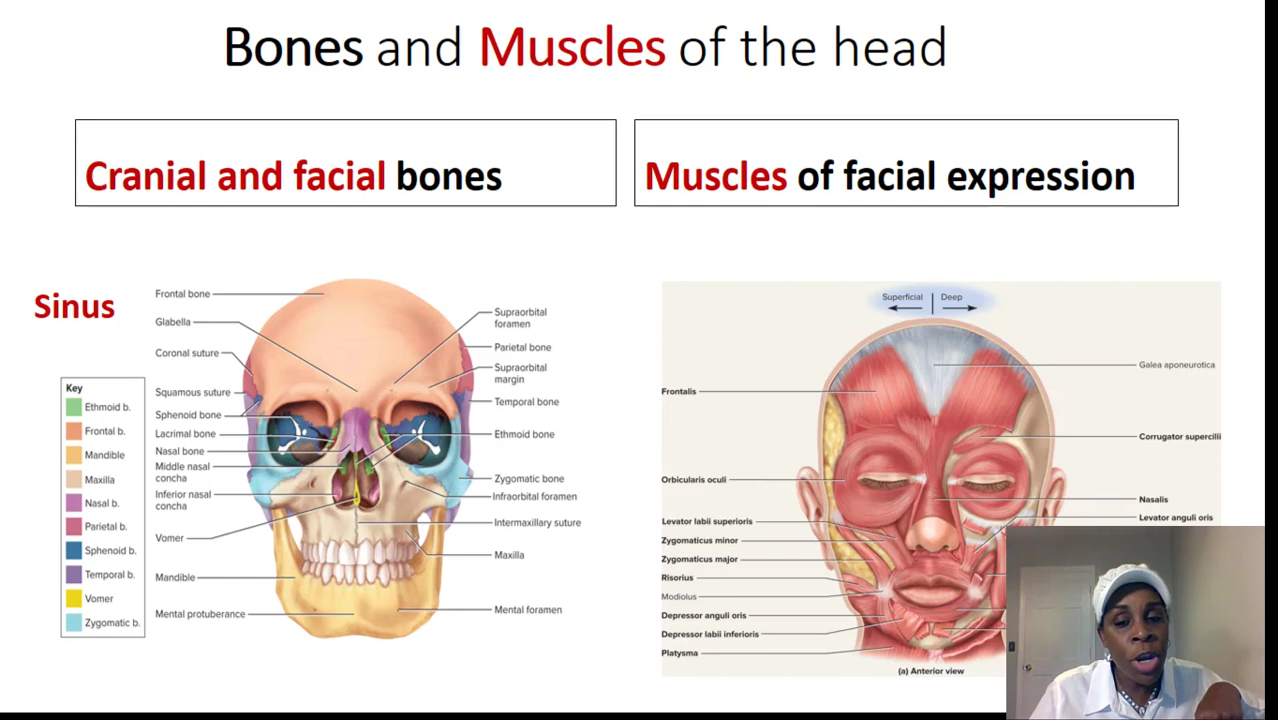 Bones and Muscles of the head
Cranial and facial bones
Muscles of facial expression
Sinus
Frontal bone
Glabella
Coronal suture
Squamous suture
Sphenoid bone
Lacrimal bone
Nasal bone
Middle nasal
concha
Inferior nasal
concha
Vomer
Mandible
Mental protuberance
Supraorbital
foramen
Parietal bone
Supraorbital
margin
Temporal bone
Ethmoid bone
Zygomatic bone
Infraorbital foramen
Intermaxillary suture
Maxilla
Mental foramen
Key
Ethmoid b.
Frontal b.
Mandible
Maxilla
Nasal b.
Parietal b.
Sphenoid b.
Temporal b.
Vomer
Zygomatic b.
Superficial
Deep
Frontalis
Orbicularis oculi
Levator labii superioris
Zygomaticus minor
Zygomaticus major
Risorius
Modiolus
Depressor anguli oris
Depressor labii inferioris
Platysma
Galea aponeurotica
Corrugator supercilii
Nasalis
Levator anguli oris
(a) Anterior view